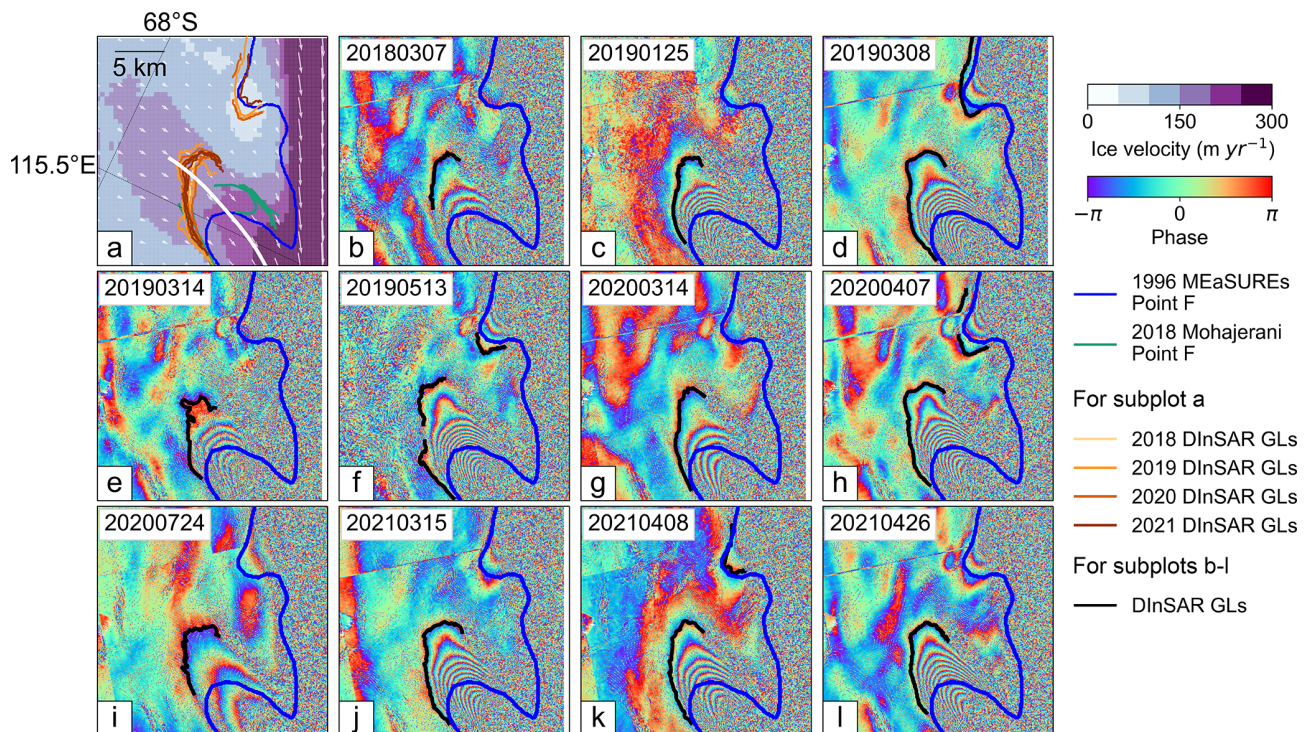 68°S
5 km
115.5°E
a
20180307
b
20190125
c
20190308
d
0 150 300
Ice velocity (m yr⁻¹)
−π 0 π
Phase
20190314
e
20190513
f
20200314
g
20200407
h
1996 MEaSUREs
Point F
2018 Mohajerani
Point F
For subplot a
2018 DInSAR GLs
2019 DInSAR GLs
2020 DInSAR GLs
2021 DInSAR GLs
For subplots b-l
DInSAR GLs
20200724
i
20210315
j
20210408
k
20210426
l